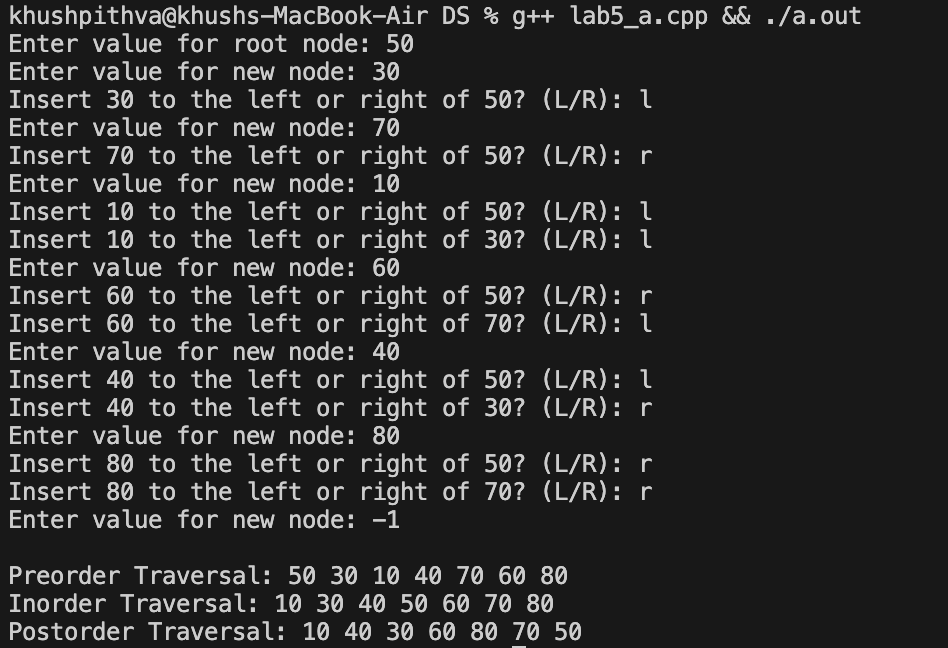 khushpithva@khushs-MacBook-Air DS % g++ lab5_a.cpp && ./a.out
Enter value for root node: 50
Enter value for new node: 30
Insert 30 to the left or right of 50? (L/R): l
Enter value for new node: 70
Insert 70 to the left or right of 50? (L/R): r
Enter value for new node: 10
Insert 10 to the left or right of 50? (L/R): l
Insert 10 to the left or right of 30? (L/R): l
Enter value for new node: 60
Insert 60 to the left or right of 50? (L/R): r
Insert 60 to the left or right of 70? (L/R): l
Enter value for new node: 40
Insert 40 to the left or right of 50? (L/R): l
Insert 40 to the left or right of 30? (L/R): r
Enter value for new node: 80
Insert 80 to the left or right of 50? (L/R): r
Insert 80 to the left or right of 70? (L/R): r
Enter value for new node: -1

Preorder Traversal: 50 30 10 40 70 60 80
Inorder Traversal: 10 30 40 50 60 70 80
Postorder Traversal: 10 40 30 60 80 70 50